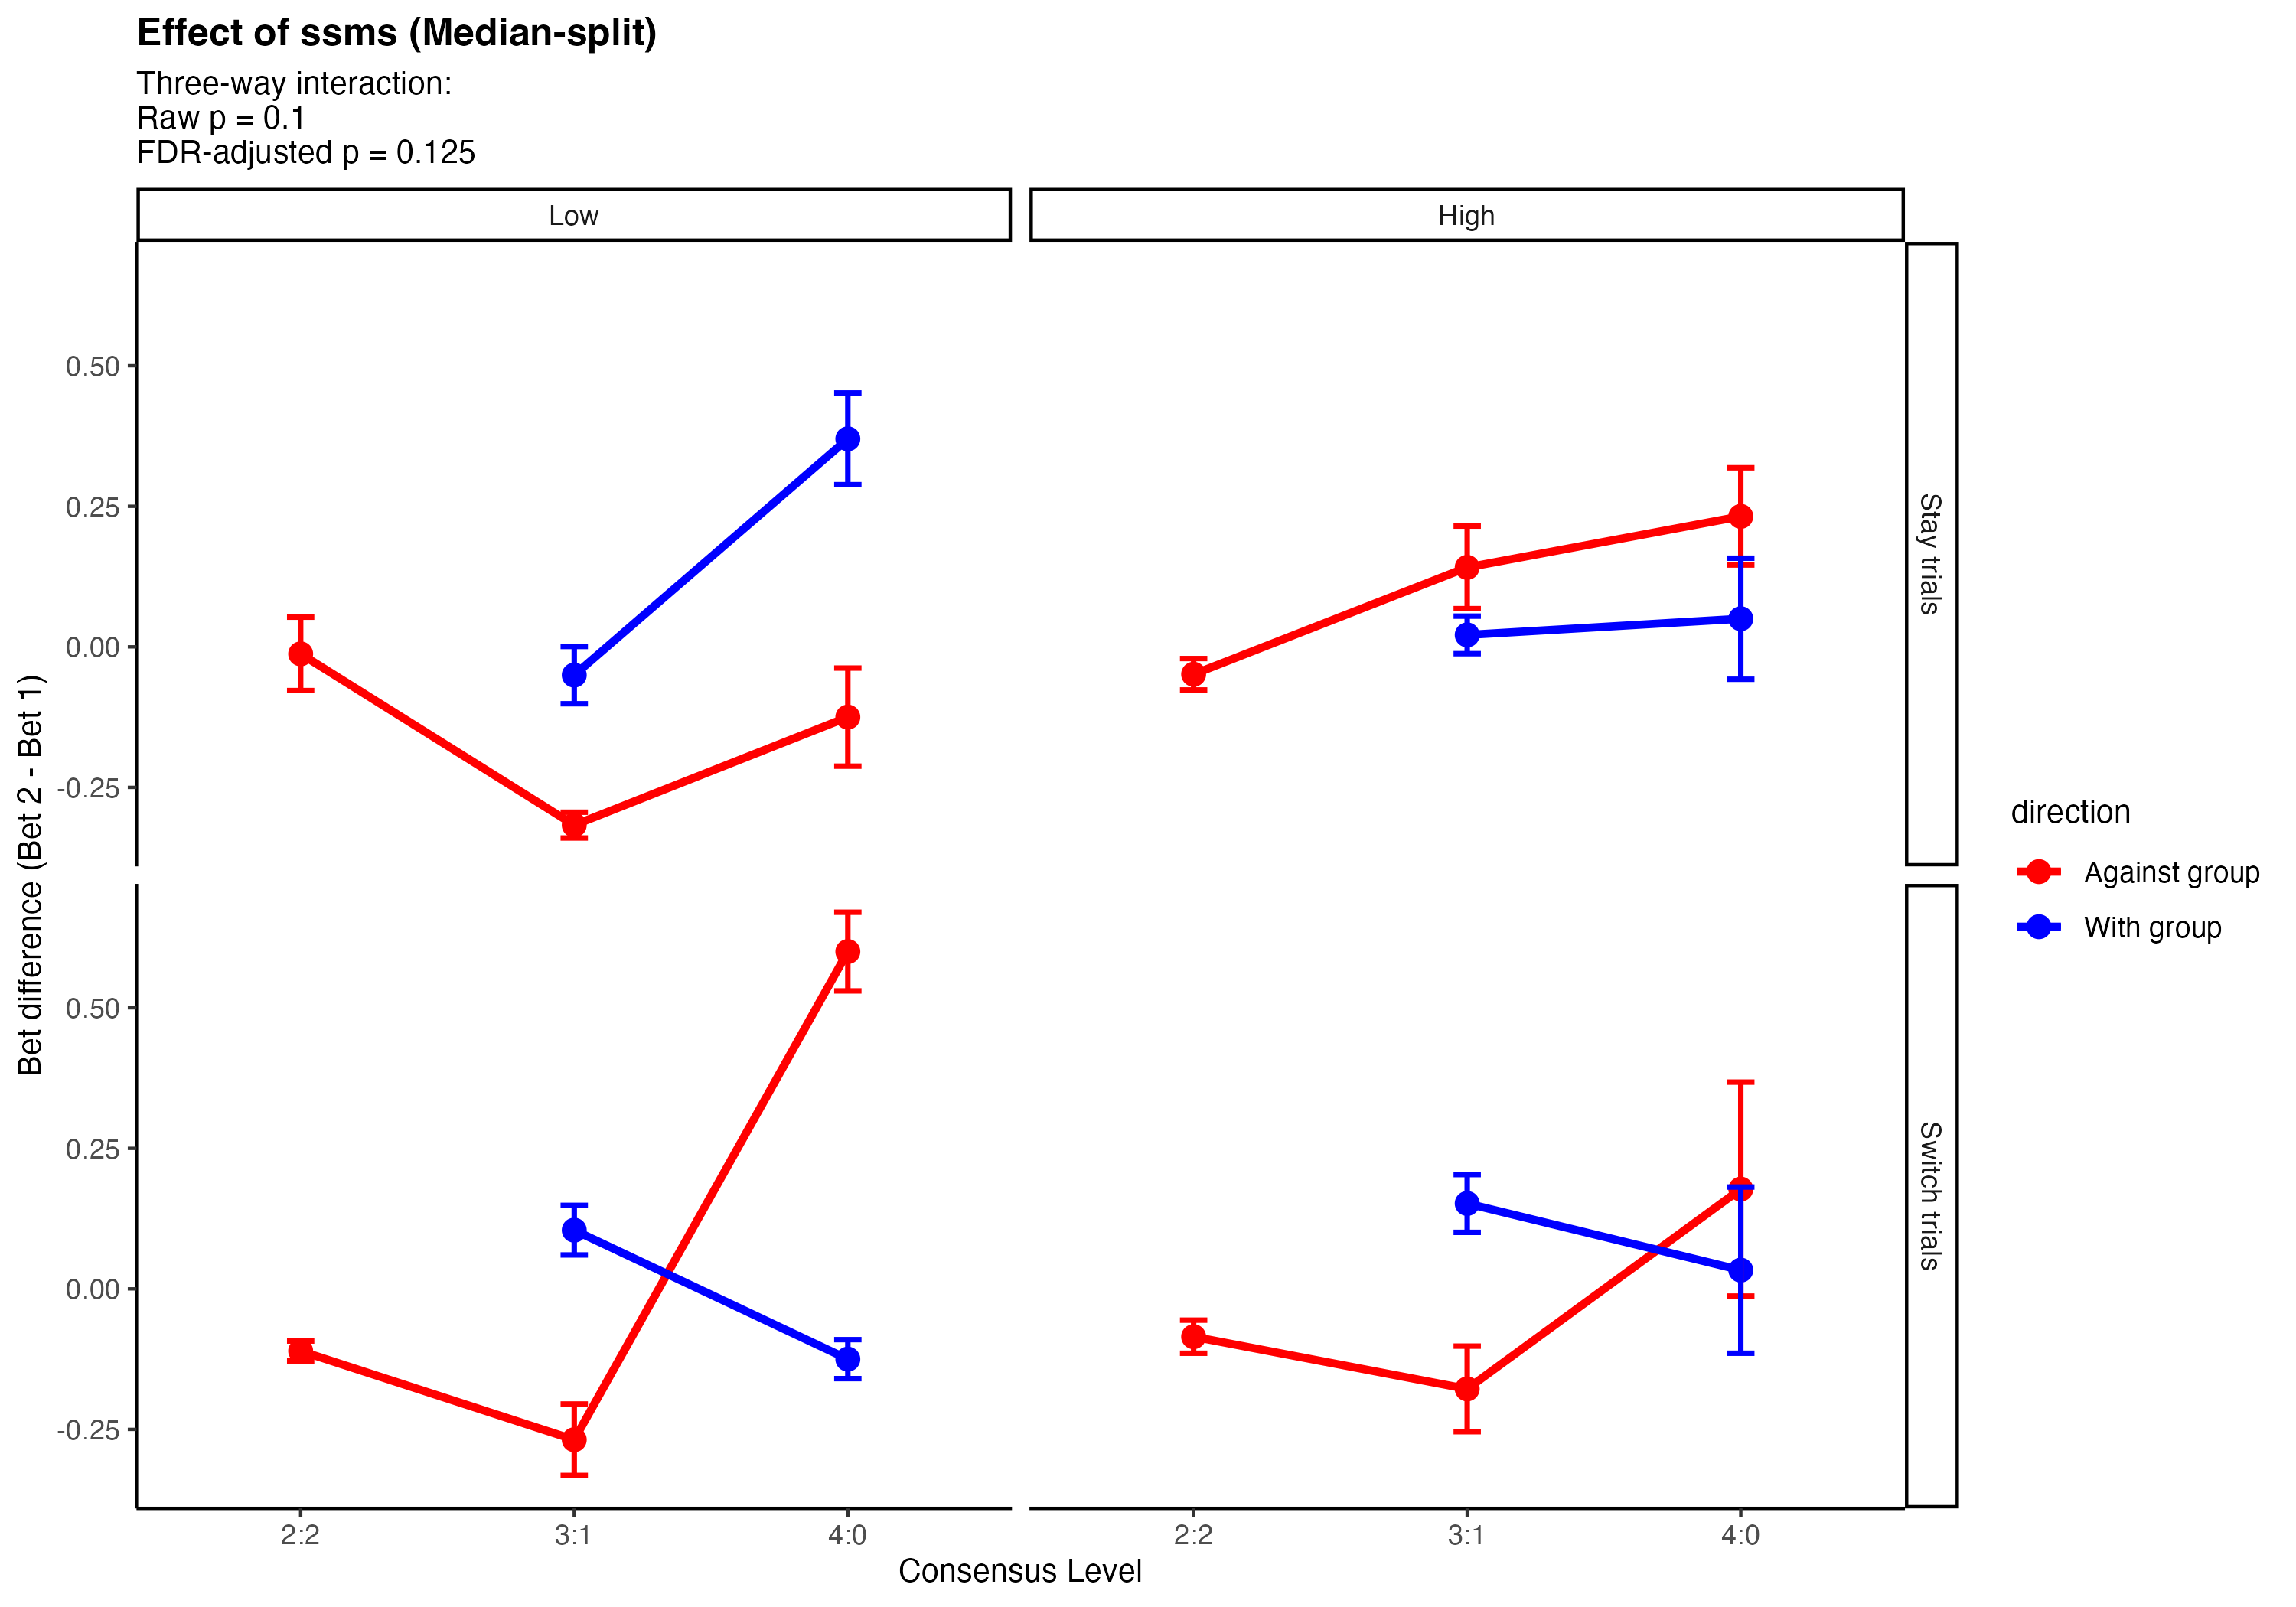 Effect of ssms (Median-split)
Three-way interaction:
Raw p = 0.1
FDR-adjusted p = 0.125
Low
High
0.50
0.25
0.00
-0.25
Stay trials
0.50
0.25
0.00
-0.25
Switch trials
Bet difference (Bet 2 - Bet 1)
direction
Against group
With group
2:2
3:1
4:0
2:2
3:1
4:0
Consensus Level